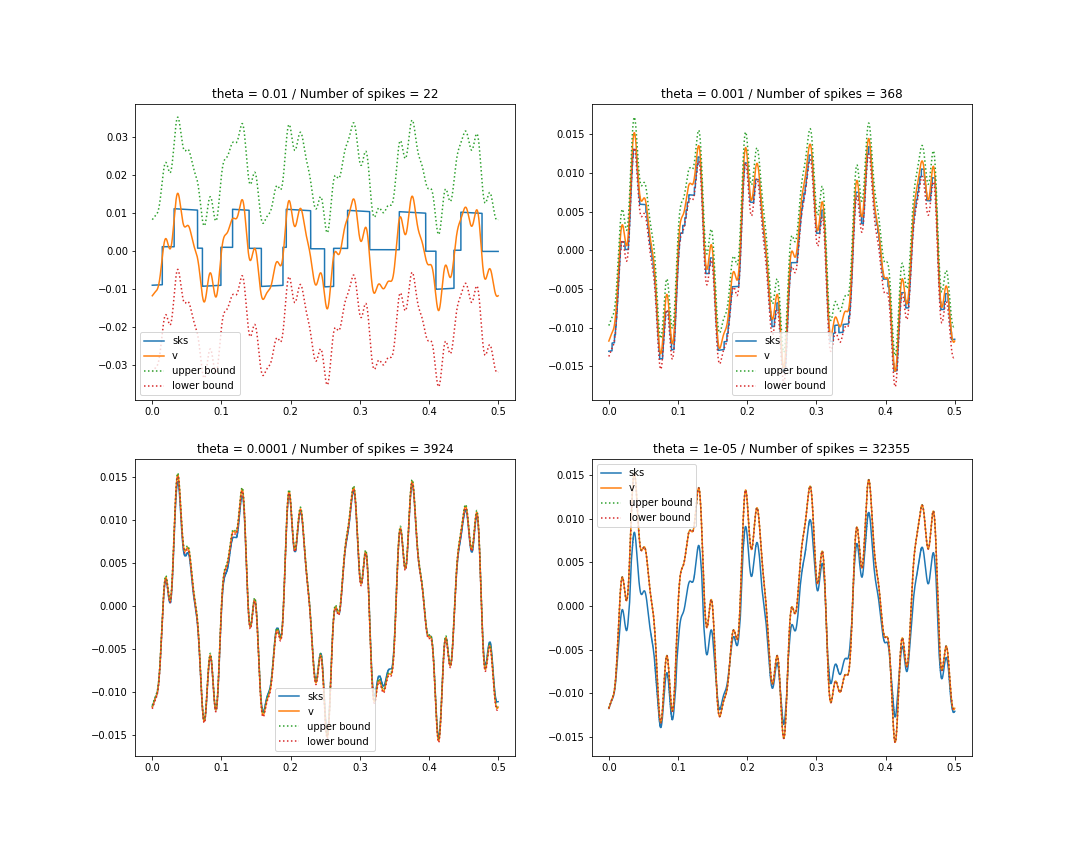 theta = 0.01 / Number of spikes = 22
0.03
0.02
0.01
0.00
−0.01
−0.02
−0.03
sks
v
upper bound
lower bound
0.0 0.1 0.2 0.3 0.4 0.5
theta = 0.001 / Number of spikes = 368
0.015
0.010
0.005
0.000
−0.005
−0.010
−0.015
sks
v
upper bound
lower bound
0.0 0.1 0.2 0.3 0.4 0.5
theta = 0.0001 / Number of spikes = 3924
0.015
0.010
0.005
0.000
−0.005
−0.010
−0.015
sks
v
upper bound
lower bound
0.0 0.1 0.2 0.3 0.4 0.5
theta = 1e-05 / Number of spikes = 32355
sks
v
upper bound
lower bound
0.015
0.010
0.005
0.000
−0.005
−0.010
−0.015
0.0 0.1 0.2 0.3 0.4 0.5